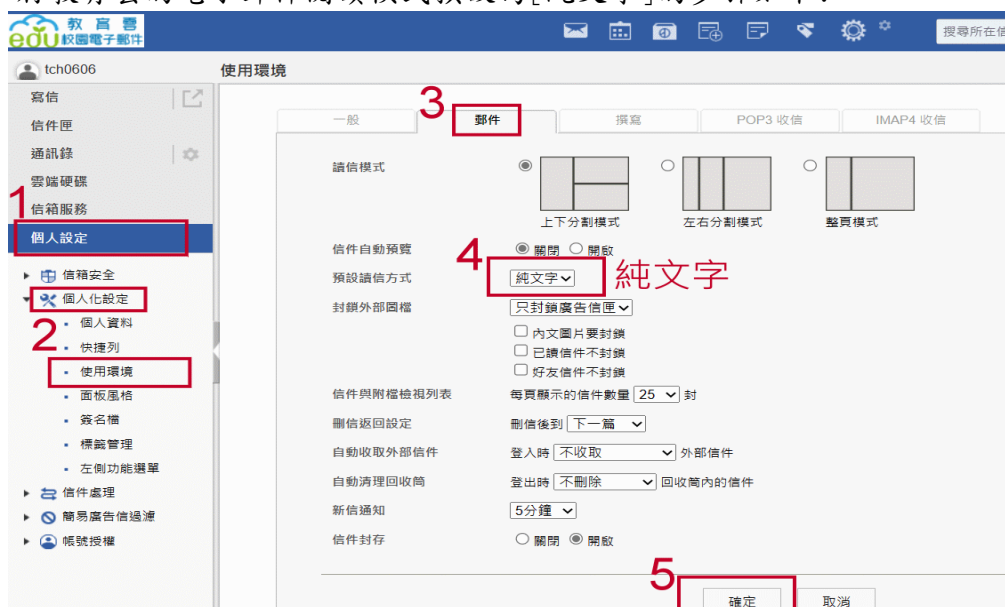 教育雲
edu校園電子郵件
搜尋所在信
tch0606
使用環境
寫信
信件匣
通訊錄
雲端硬碟
信箱服務
1
個人設定
信箱安全
個人化設定
2
個人資料
快捷列
使用環境
面板風格
簽名檔
標籤管理
左側功能選單
信件處理
簡易廣告信過濾
帳號授權
一般
3
郵件
撰寫
POP3 收信
IMAP4 收信
讀信模式
上下分割模式
左右分割模式
整頁模式
信件自動預覽
關閉
開啟
4
預設讀信方式
純文字
純文字
封鎖外部圖檔
只封鎖廣告信匣
內文圖片要封鎖
已讀信件不封鎖
好友信件不封鎖
信件與附檔檢視列表
每頁顯示的信件數量 25 封
刪信返回設定
刪信後到 下一篇
自動收取外部信件
登入時 不收取 外部信件
自動清理回收筒
登出時 不刪除 回收筒內的信件
新信通知
5分鐘
信件封存
關閉
開啟
5
確定
取消